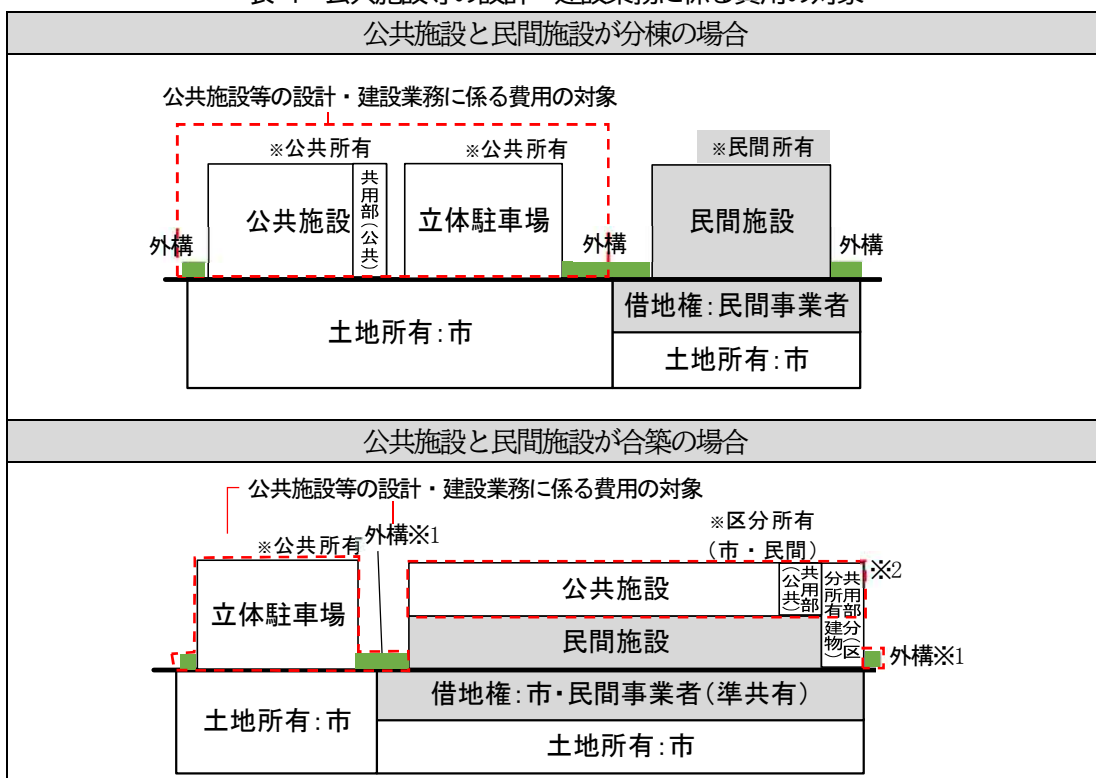 公共施設と民間施設が分棟の場合
公共施設等の設計・建設業務に係る費用の対象
※公共所有
※公共所有
※民間所有
公共施設
共用部(公共)
立体駐車場
民間施設
外構
外構
外構
土地所有:市
借地権:民間事業者
土地所有:市
公共施設と民間施設が合築の場合
公共施設等の設計・建設業務に係る費用の対象
※公共所有
外構※1
※区分所有
(市・民間)
※2
立体駐車場
公共施設
共用部
(公共)
共用部分(区
分所有建物)
民間施設
外構※1
土地所有:市
借地権:市・民間事業者(準共有)
土地所有:市